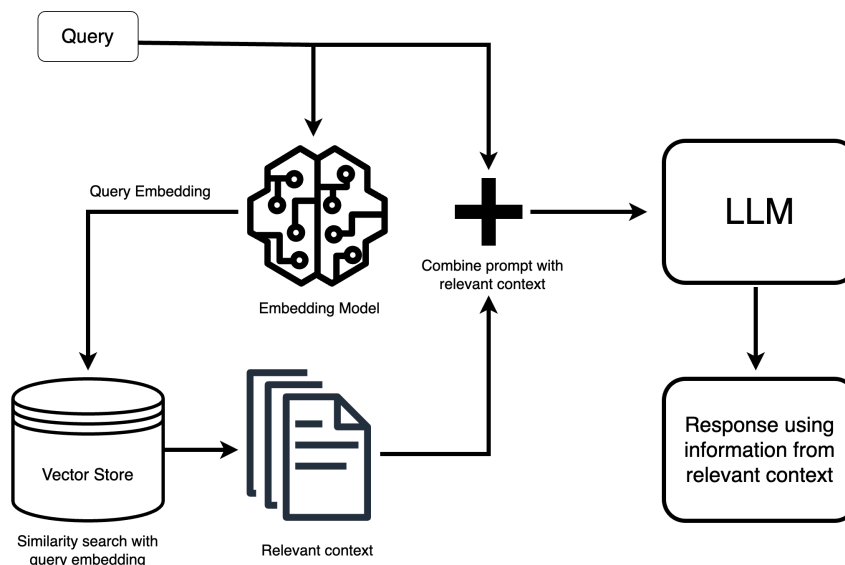 Query
Query Embedding
Embedding Model
Combine prompt with
relevant context
LLM
Vector Store
Similarity search with
query embedding
Relevant context
Response using
information from
relevant context